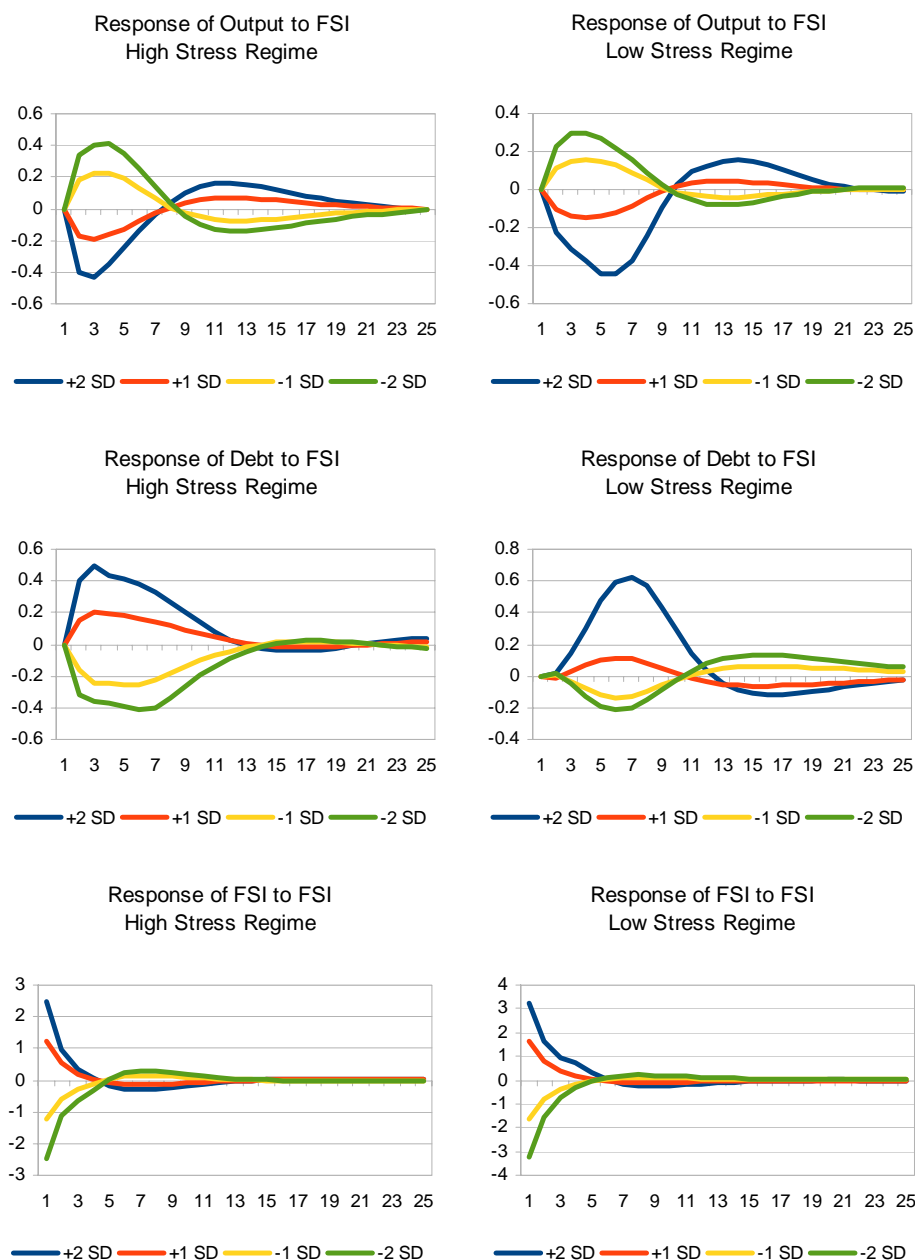 Response of Output to FSI
High Stress Regime
0.6
0.4
0.2
0
-0.2
-0.4
-0.6
1 3 5 7 9 11 13 15 17 19 21 23 25
+2 SD +1 SD -1 SD -2 SD
Response of Output to FSI
Low Stress Regime
0.4
0.2
0
-0.2
-0.4
-0.6
1 3 5 7 9 11 13 15 17 19 21 23 25
+2 SD +1 SD -1 SD -2 SD
Response of Debt to FSI
High Stress Regime
0.6
0.4
0.2
0
-0.2
-0.4
-0.6
1 3 5 7 9 11 13 15 17 19 21 23 25
+2 SD +1 SD -1 SD -2 SD
Response of Debt to FSI
Low Stress Regime
0.8
0.6
0.4
0.2
0
-0.2
-0.4
1 3 5 7 9 11 13 15 17 19 21 23 25
+2 SD +1 SD -1 SD -2 SD
Response of FSI to FSI
High Stress Regime
3
2
1
0
-1
-2
-3
1 3 5 7 9 11 13 15 17 19 21 23 25
+2 SD +1 SD -1 SD -2 SD
Response of FSI to FSI
Low Stress Regime
4
3
2
1
0
-1
-2
-3
-4
1 3 5 7 9 11 13 15 17 19 21 23 25
+2 SD +1 SD -1 SD -2 SD